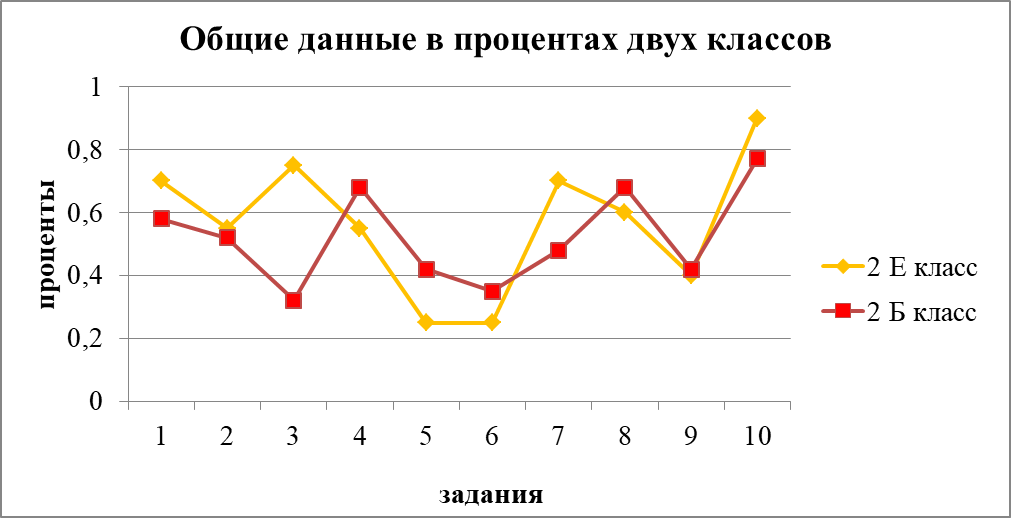 Общие данные в процентах двух классов
проценты
1
0,8
0,6
0,4
0,2
0
1 2 3 4 5 6 7 8 9 10
задания
2 Е класс
2 Б класс